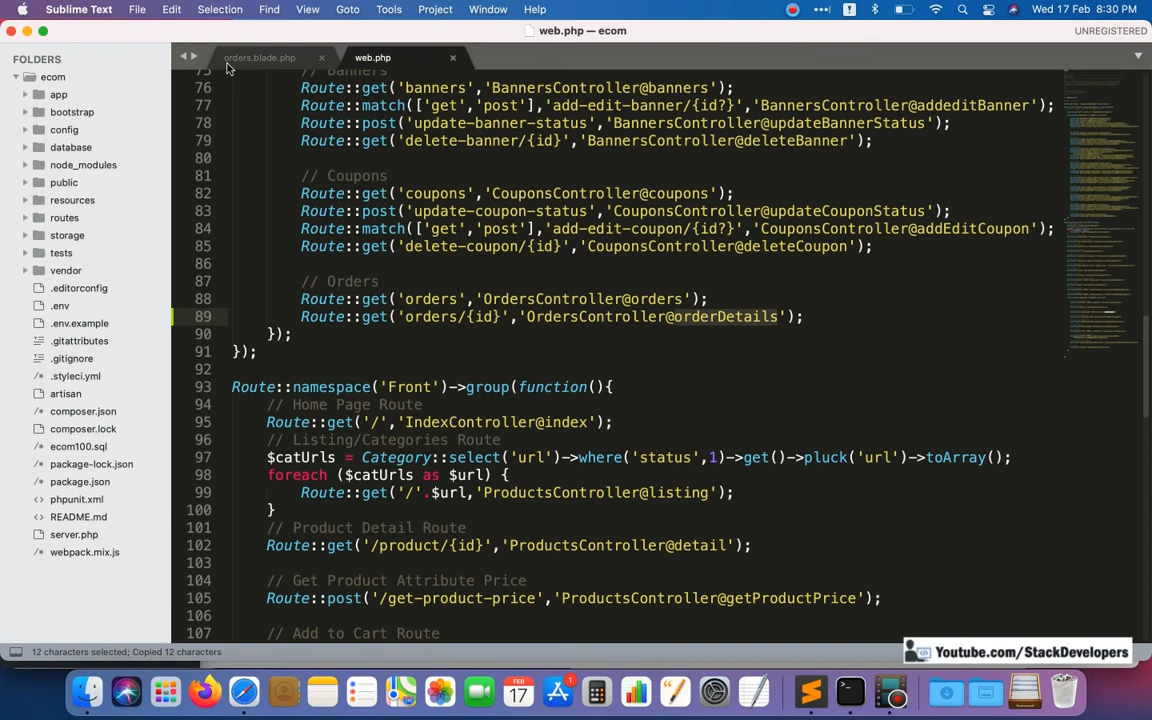 Sublime Text File Edit Selection Find View Goto Tools Project Window Help Wed 17 Feb 8:30 PM
web.php — ecom UNREGISTERED
FOLDERS
ecom
app
bootstrap
config
database
node_modules
public
resources
routes
storage
tests
vendor
.editorconfig
.env
.env.example
.gitattributes
.gitignore
.styleci.yml
artisan
composer.json
composer.lock
ecom100.sql
package-lock.json
package.json
phpunit.xml
README.md
server.php
webpack.mix.js
orders.blade.php web.php
75 // Banners
76 Route::get('banners','BannersController@banners');
77 Route::match(['get','post'],'add-edit-banner/{id?}','BannersController@addeditBanner');
78 Route::post('update-banner-status','BannersController@updateBannerStatus');
79 Route::get('delete-banner/{id}','BannersController@deleteBanner');
80
81 // Coupons
82 Route::get('coupons','CouponsController@coupons');
83 Route::post('update-coupon-status','CouponsController@updateCouponStatus');
84 Route::match(['get','post'],'add-edit-coupon/{id?}','CouponsController@addEditCoupon');
85 Route::get('delete-coupon/{id}','CouponsController@deleteCoupon');
86
87 // Orders
88 Route::get('orders','OrdersController@orders');
89 Route::get('orders/{id}','OrdersController@orderDetails');
90 });
91 });
92
93 Route::namespace('Front')->group(function(){
94 // Home Page Route
95 Route::get('/','IndexController@index');
96 // Listing/Categories Route
97 $catUrls = Category::select('url')->where('status',1)->get()->pluck('url')->toArray();
98 foreach ($catUrls as $url) {
99 Route::get('/'.$url,'ProductsController@listing');
100 }
101 // Product Detail Route
102 Route::get('/product/{id}','ProductsController@detail');
103
104 // Get Product Attribute Price
105 Route::post('/get-product-price','ProductsController@getProductPrice');
106
107 // Add to Cart Route
12 characters selected; Copied 12 characters
Youtube.com/StackDevelopers
FEB
17
1